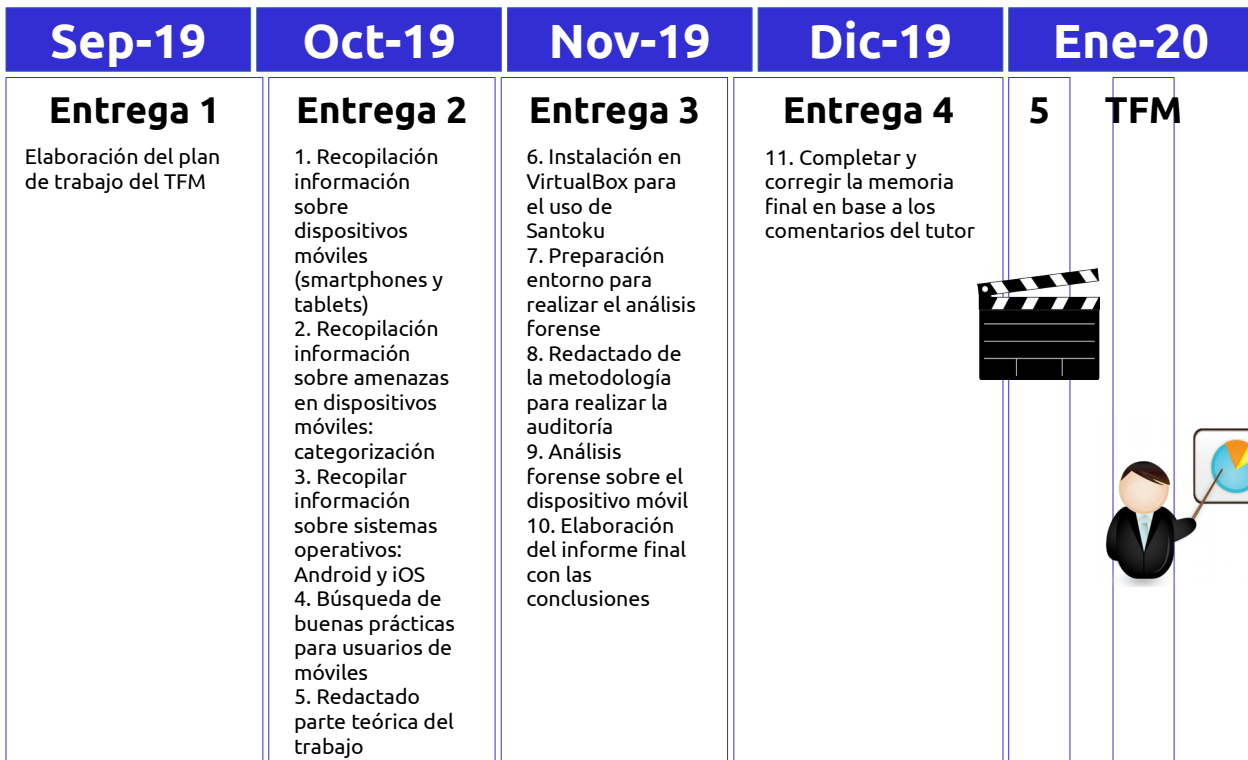 Sep-19
Oct-19
Nov-19
Dic-19
Ene-20
Entrega 1
Elaboración del plan
de trabajo del TFM
Entrega 2
1. Recopilación
información
sobre
dispositivos
móviles
(smartphones y
tablets)
2. Recopilación
información
sobre amenazas
en dispositivos
móviles:
categorización
3. Recopilar
información
sobre sistemas
operativos:
Android y iOS
4. Búsqueda de
buenas prácticas
para usuarios de
móviles
5. Redactado
parte teórica del
trabajo
Entrega 3
6. Instalación en
VirtualBox para
el uso de
Santoku
7. Preparación
entorno para
realizar el análisis
forense
8. Redactado de
la metodología
para realizar la
auditoría
9. Análisis
forense sobre el
dispositivo móvil
10. Elaboración
del informe final
con las
conclusiones
Entrega 4
11. Completar y
corregir la memoria
final en base a los
comentarios del tutor
5
TFM